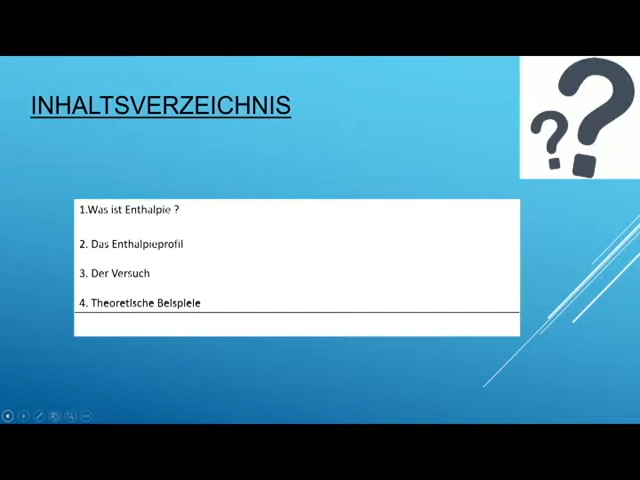 INHALTSVERZEICHNIS
1.Was ist Enthalpie ?
2. Das Enthalpieprofil
3. Der Versuch
4. Theoretische Beispiele